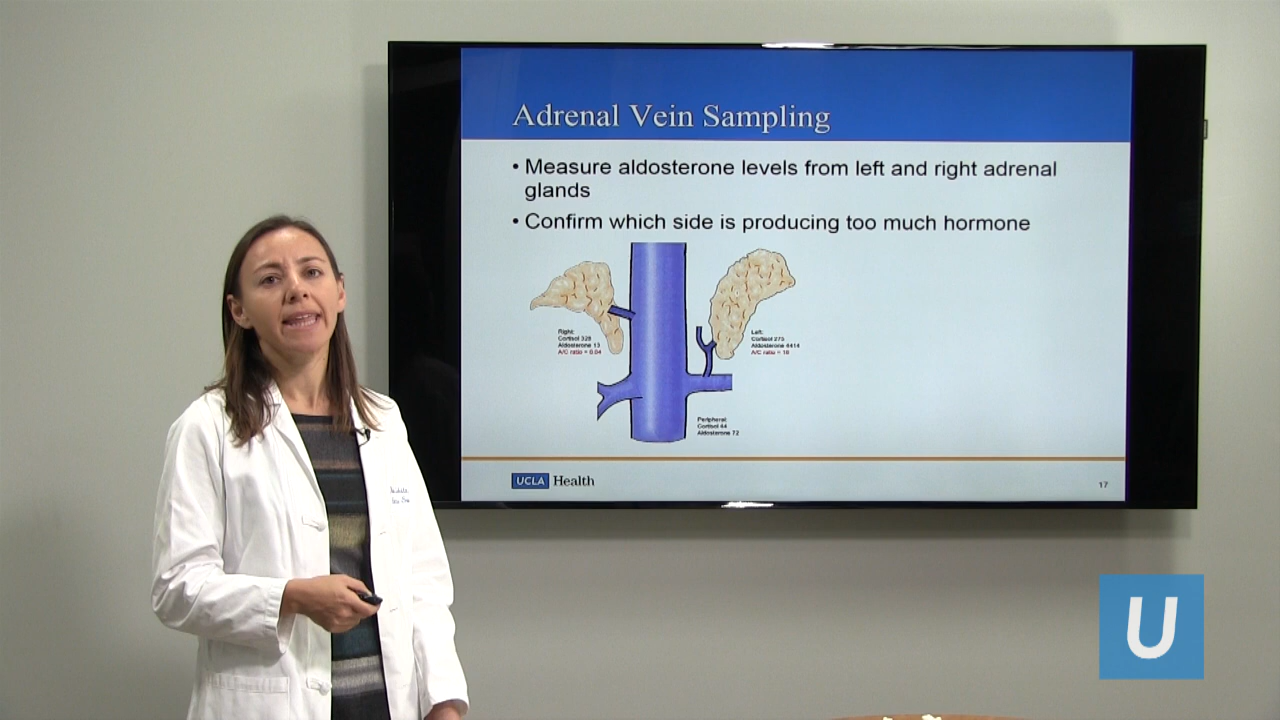 Adrenal Vein Sampling
• Measure aldosterone levels from left and right adrenal
glands
• Confirm which side is producing too much hormone
Right:
Cortisol 328
Aldosterone 13
A/C ratio = 0.04
Left:
Cortisol 273
Aldosterone 4414
A/C ratio = 16
Peripheral:
Cortisol 44
Aldosterone 72
UCLA Health
17
U